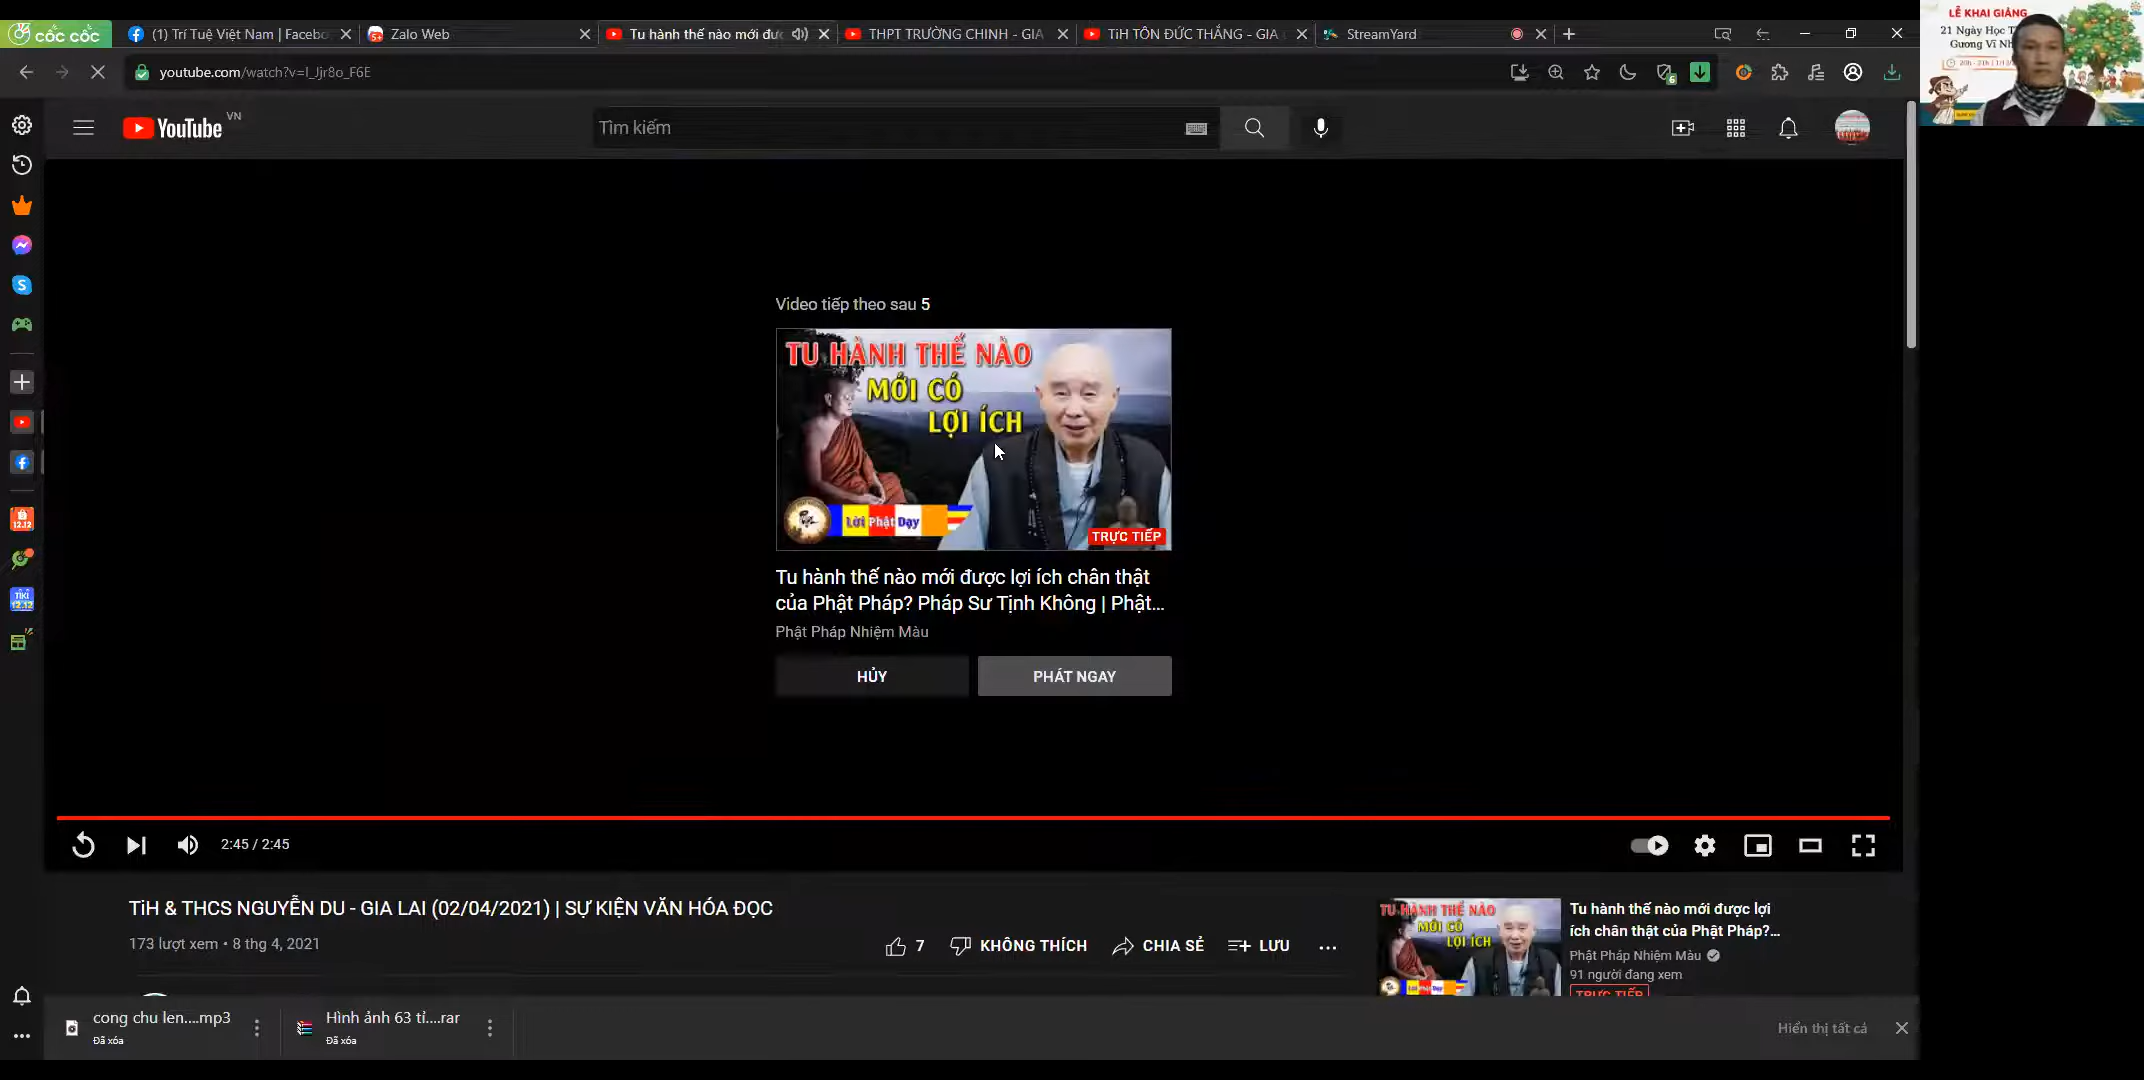 cốc cốc
(1) Trí Tuệ Việt Nam | Facebo
Zalo Web
Tu hành thế nào mới đượ
THPT TRƯỜNG CHINH - GIA
TiH TÔN ĐỨC THẮNG - GIA
StreamYard
youtube.com/watch?v=I_Jjr8o_F6E
6
YouTube VN
Tìm kiếm
LỄ KHAI GIẢNG
21 Ngày Học T
Gương Vĩ Nh
Video tiếp theo sau 5
TU HÀNH THẾ NÀO
MỚI CÓ
LỢI ÍCH
Lời Phật Dạy
TRỰC TIẾP
Tu hành thế nào mới được lợi ích chân thật
của Phật Pháp? Pháp Sư Tịnh Không | Phật...
Phật Pháp Nhiệm Màu
HỦY
PHÁT NGAY
12.12
TIKI
2:45 / 2:45
TiH & THCS NGUYỄN DU - GIA LAI (02/04/2021) | SỰ KIỆN VĂN HÓA ĐỌC
173 lượt xem • 8 thg 4, 2021
7
KHÔNG THÍCH
CHIA SẺ
LƯU
TU HÀNH THẾ NÀO
MỚI CÓ
LỢI ÍCH
Tu hành thế nào mới được lợi
ích chân thật của Phật Pháp?...
Phật Pháp Nhiệm Màu
91 người đang xem
TRỰC TIẾP
cong chu len....mp3
Đã xóa
Hình ảnh 63 tỉ....rar
Đã xóa
Hiển thị tất cả